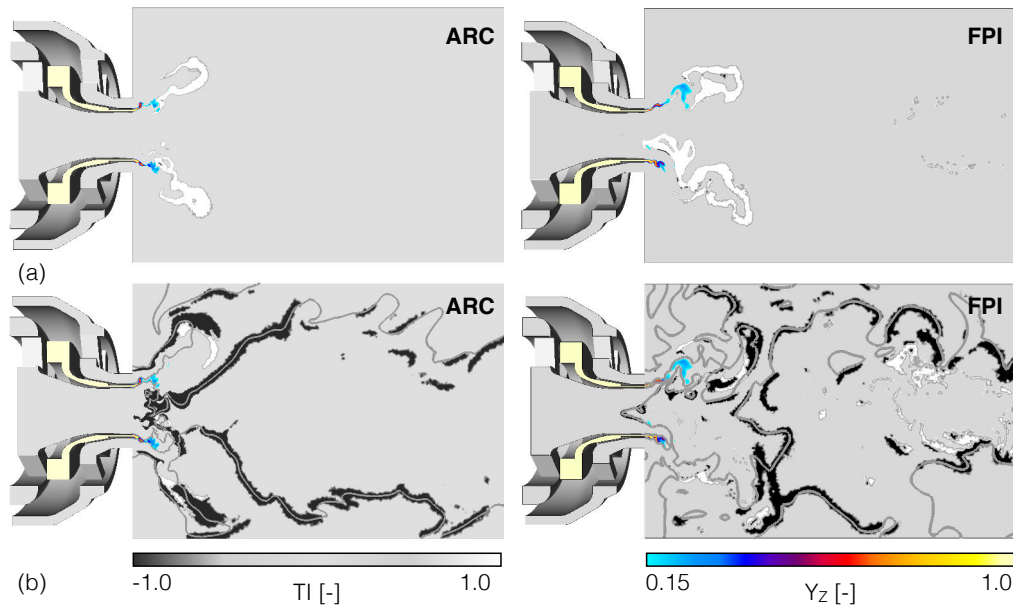 ARC
FPI
(a)
ARC
FPI
(b)
-1.0 TI [-] 1.0
0.15 Y_Z [-] 1.0